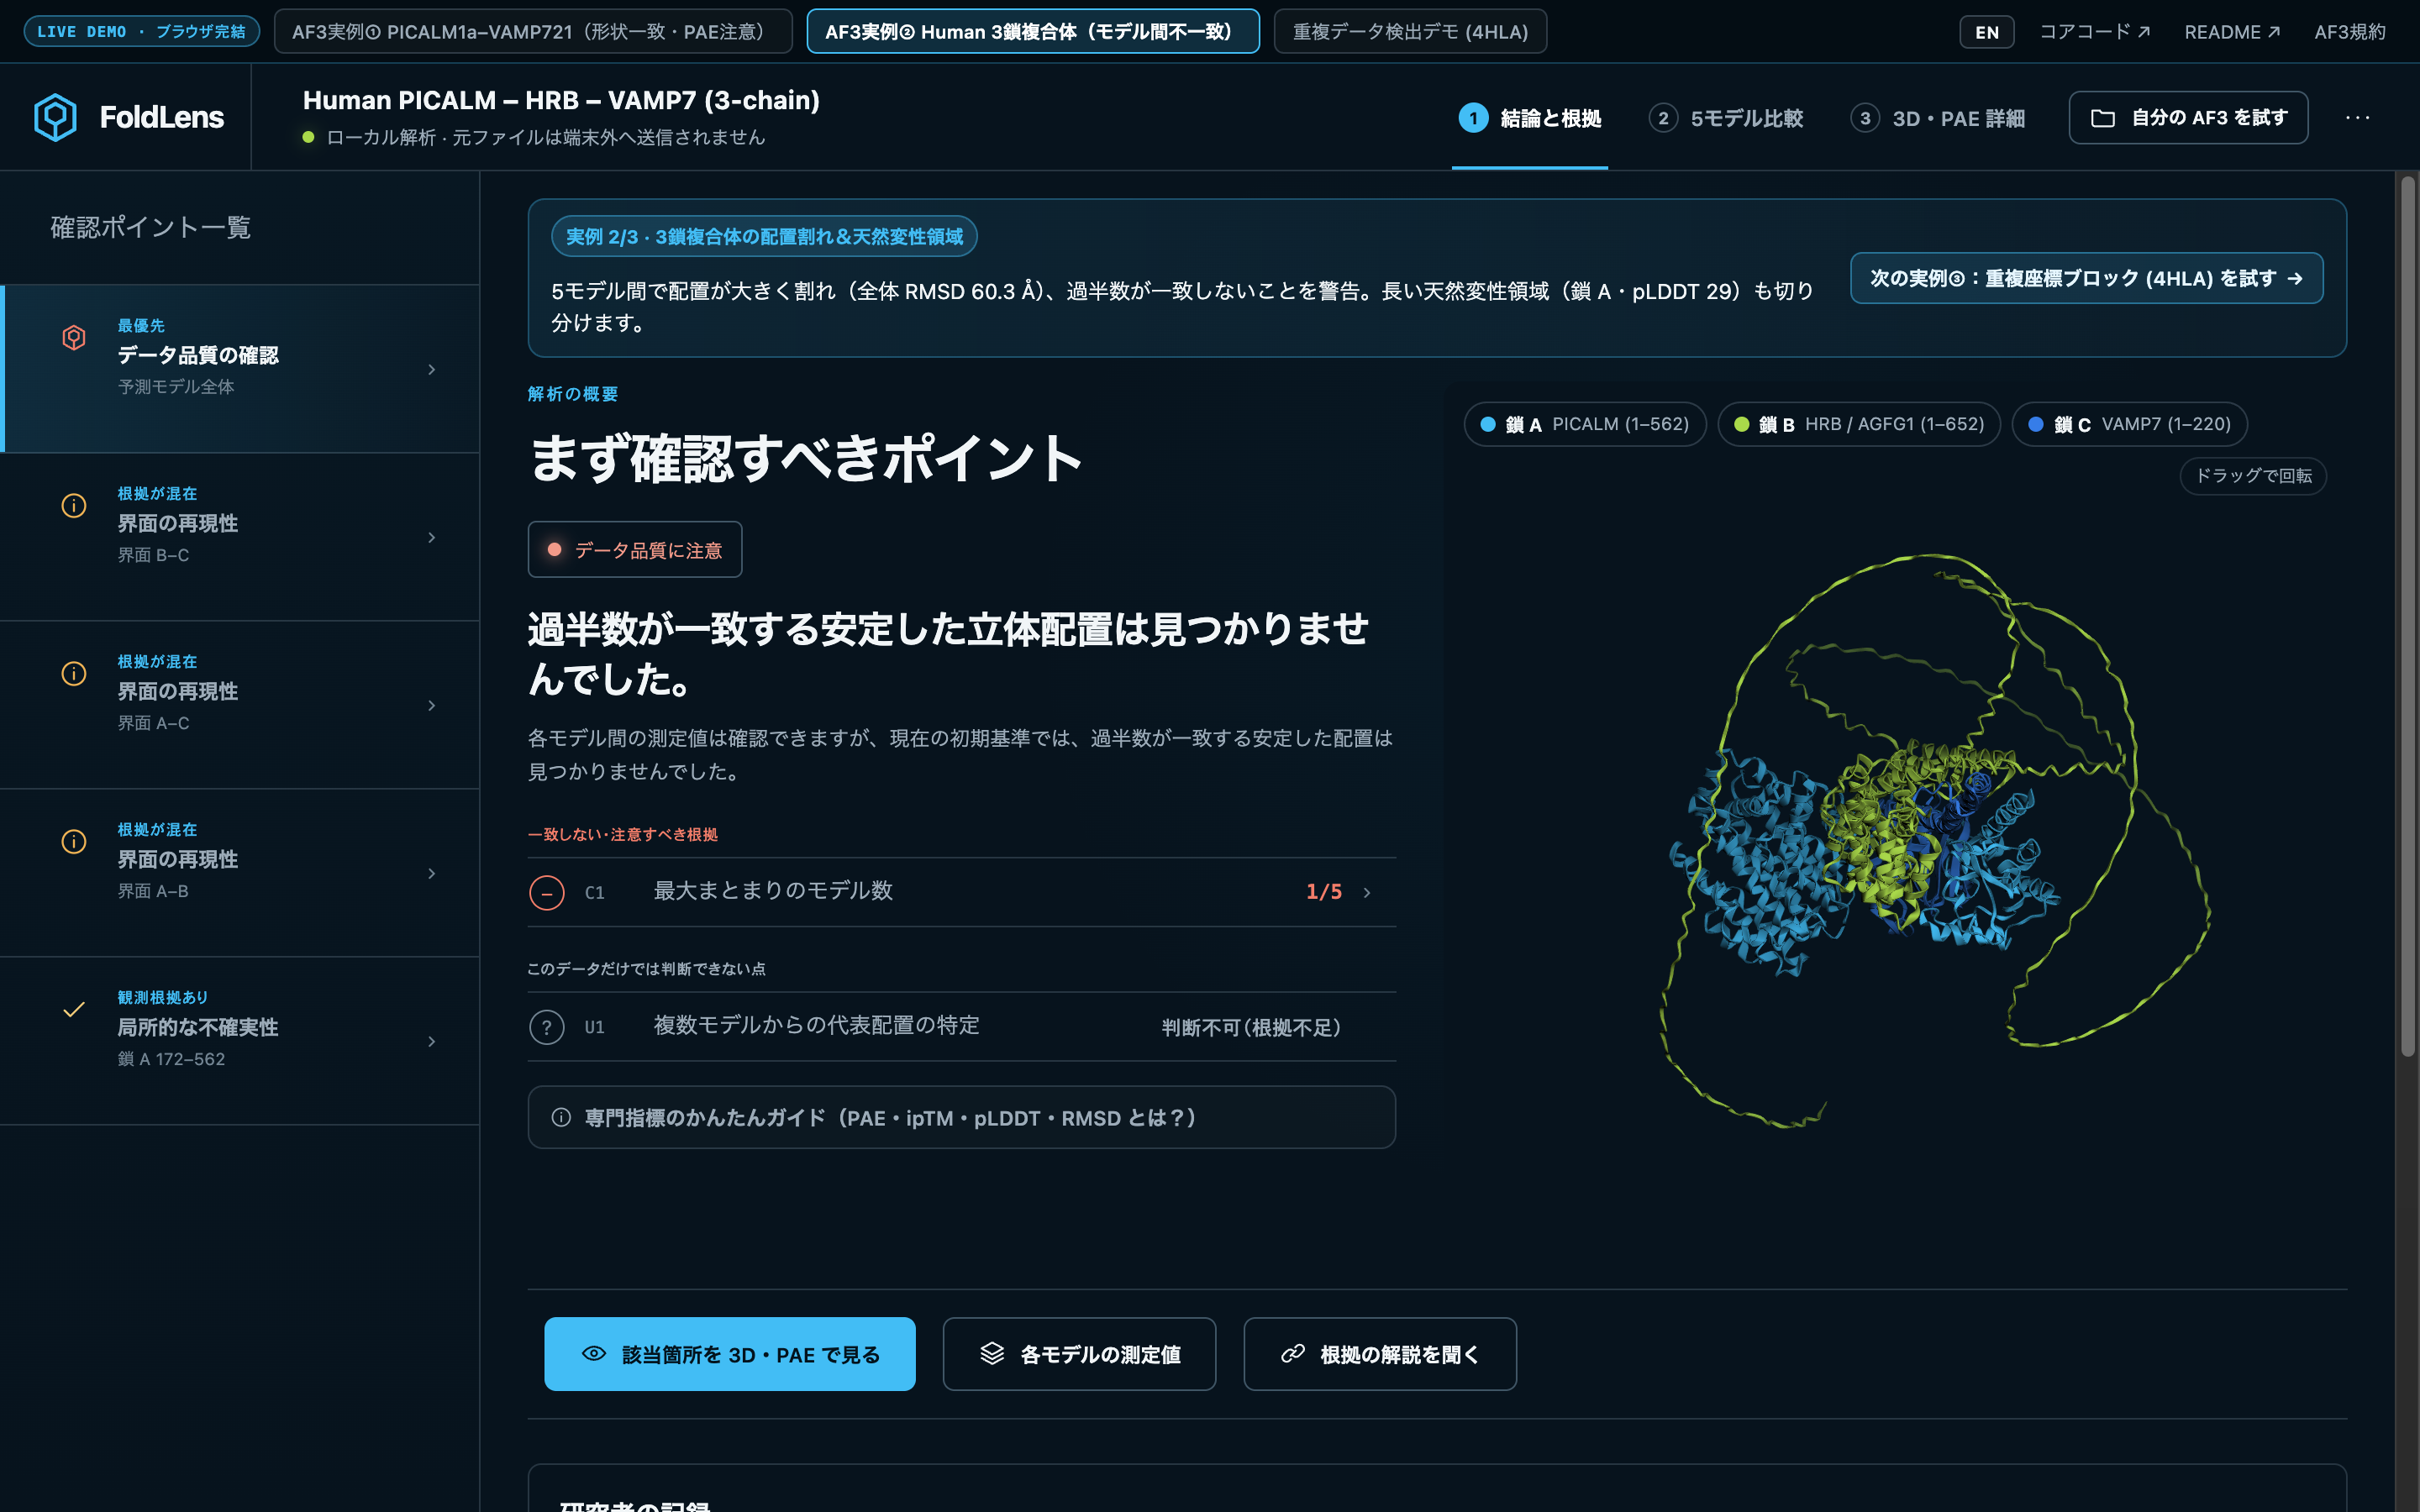 LIVE DEMO · ブラウザ完結
AF3実例① PICALM1a–VAMP721（形状一致・PAE注意）
AF3実例② Human 3鎖複合体（モデル間不一致）
重複データ検出デモ (4HLA)
EN
コアコード ↗
README ↗
AF3規約
FoldLens
Human PICALM – HRB – VAMP7 (3-chain)
ローカル解析 · 元ファイルは端末外へ送信されません
1 結論と根拠
2 5モデル比較
3 3D・PAE 詳細
自分の AF3 を試す
…
確認ポイント一覧
最優先
データ品質の確認
予測モデル全体
根拠が混在
界面の再現性
界面 B–C
根拠が混在
界面の再現性
界面 A–C
根拠が混在
界面の再現性
界面 A–B
観測根拠あり
局所的な不確実性
鎖 A 172–562
実例 2/3 · 3鎖複合体の配置割れ＆天然変性領域
5モデル間で配置が大きく割れ（全体 RMSD 60.3 Å）、過半数が一致しないことを警告。長い天然変性領域（鎖 A・pLDDT 29）も切り
分けます。
次の実例③：重複座標ブロック (4HLA) を試す →
解析の概要
まず確認すべきポイント
データ品質に注意
過半数が一致する安定した立体配置は見つかりませ
んでした。
各モデル間の測定値は確認できますが、現在の初期基準では、過半数が一致する安定した配置は
見つかりませんでした。
一致しない・注意すべき根拠
C1 最大まとまりのモデル数 1/5
このデータだけでは判断できない点
? U1 複数モデルからの代表配置の特定 判断不可（根拠不足）
専門指標のかんたんガイド（PAE・ipTM・pLDDT・RMSD とは？）
鎖 A PICALM (1–562)
鎖 B HRB / AGFG1 (1–652)
鎖 C VAMP7 (1–220)
ドラッグで回転
該当箇所を 3D・PAE で見る
各モデルの測定値
根拠の解説を聞く
研究者の記録